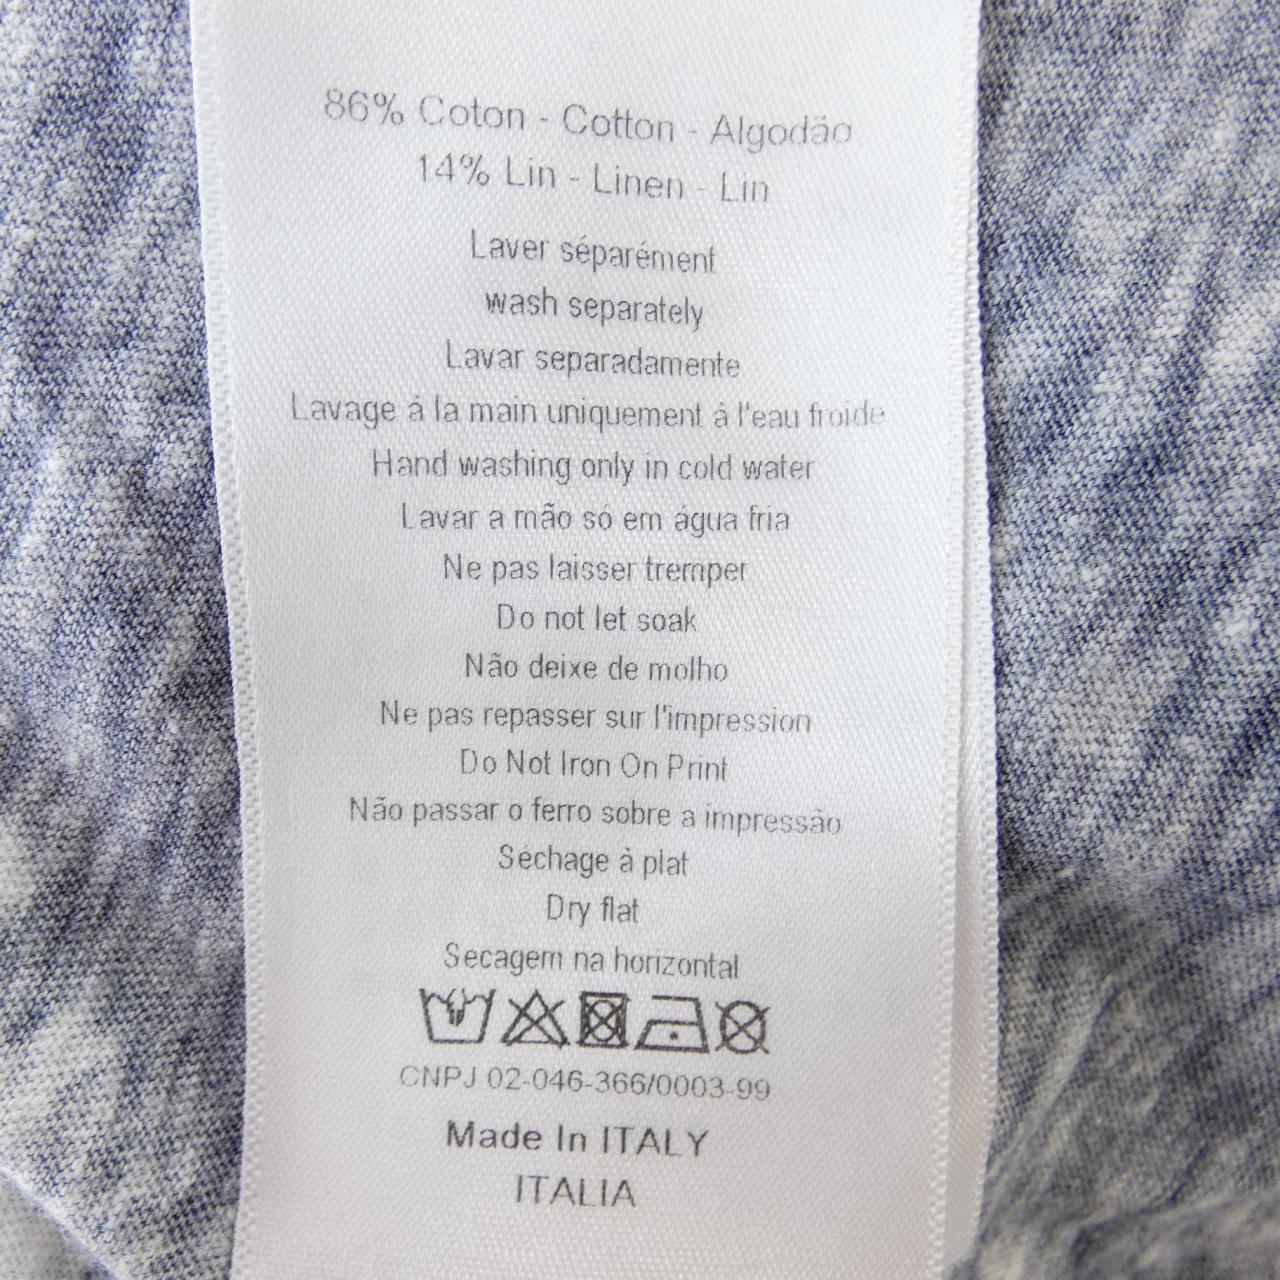 86% Coton - Cotton - Algodão
14% Lin - Linen - Lin
Laver séparément
wash separately
Lavar separadamente
Lavage à la main uniquement à l'eau froide
Hand washing only in cold water
Lavar a mão só em água fria
Ne pas laisser tremper
Do not let soak
Não deixe de molho
Ne pas repasser sur l'impression
Do Not Iron On Print
Não passar o ferro sobre a impressão
Séchage à plat
Dry flat
Secagem na horizontal
CNPJ 02-046-366/0003-99
Made In ITALY
ITALIA